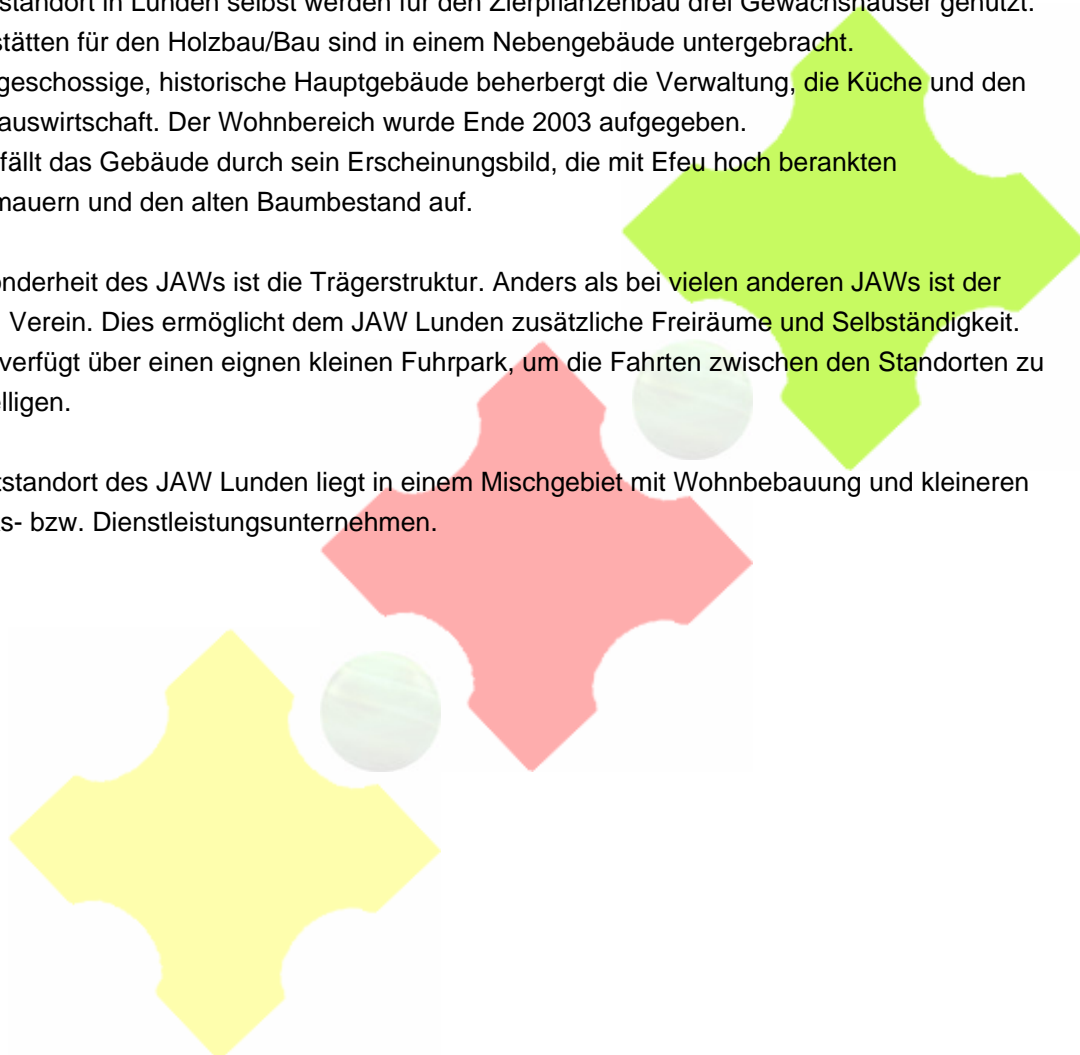 standort in Lunden selbst werden für den Zierpflanzenbau drei Gewächshäuser genutzt.
stätten für den Holzbau/Bau sind in einem Nebengebäude untergebracht.
geschossige, historische Hauptgebäude beherbergt die Verwaltung, die Küche und den
auswirtschaft. Der Wohnbereich wurde Ende 2003 aufgegeben.
fällt das Gebäude durch sein Erscheinungsbild, die mit Efeu hoch berankten
mauern und den alten Baumbestand auf.
onderheit des JAWs ist die Trägerstruktur. Anders als bei vielen anderen JAWs ist der
Verein. Dies ermöglicht dem JAW Lunden zusätzliche Freiräume und Selbständigkeit.
verfügt über einen eignen kleinen Fuhrpark, um die Fahrten zwischen den Standorten zu
elligen.
tstandort des JAW Lunden liegt in einem Mischgebiet mit Wohnbebauung und kleineren
s- bzw. Dienstleistungsunternehmen.